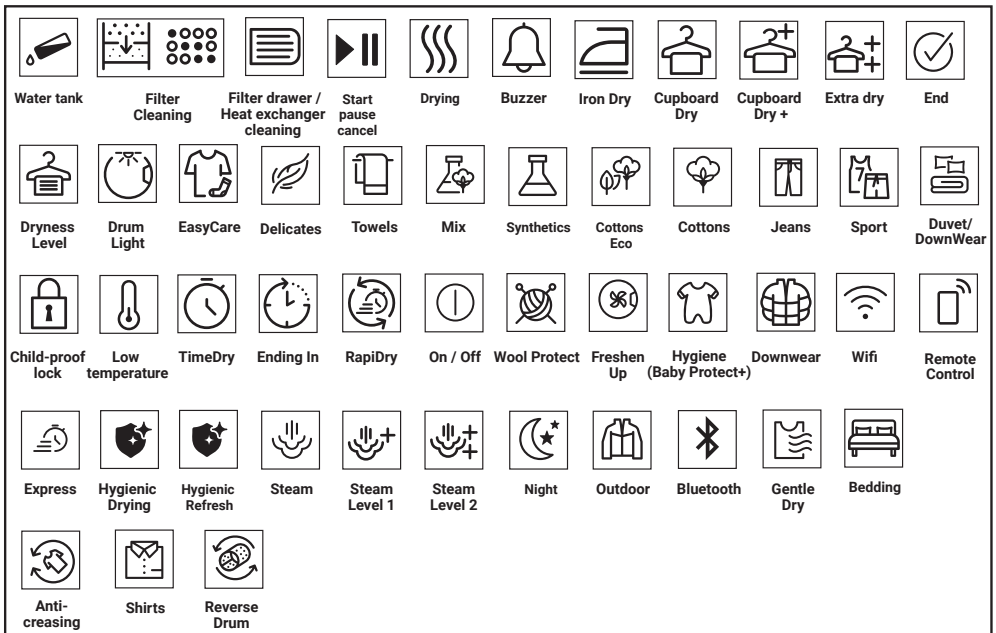 Water tank
Filter
Cleaning
Filter drawer /
Heat exchanger
cleaning
Start
pause
cancel
Drying
Buzzer
Iron Dry
Cupboard
Dry
Cupboard
Dry +
Extra dry
End
Dryness
Level
Drum
Light
EasyCare
Delicates
Towels
Mix
Synthetics
Cottons
Eco
Cottons
Jeans
7
Sport
Duvet/
DownWear
Child-proof
lock
Low
temperature
TimeDry
Ending In
RapiDry
On / Off
Wool Protect
Freshen
Up
Hygiene
(Baby Protect+)
Downwear
Wifi
Remote
Control
Express
Hygienic
Drying
Hygienic
Refresh
Steam
Steam
Level 1
Steam
Level 2
Night
Outdoor
Bluetooth
Gentle
Dry
Bedding
Anti-
creasing
Shirts
Reverse
Drum